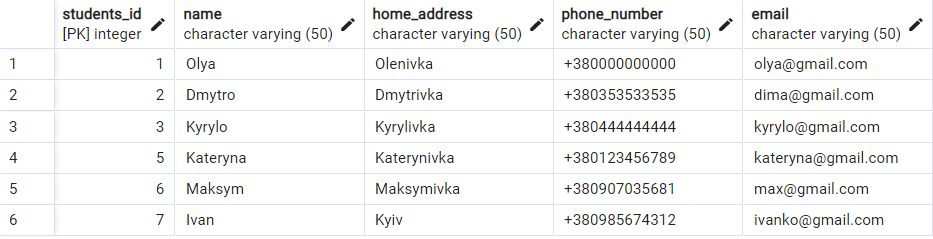 students_id name home_address phone_number email
[PK] integer character varying (50) character varying (50) character varying (50) character varying (50)
1 1 Olya Olenivka +380000000000 olya@gmail.com
2 2 Dmytro Dmytrivka +380353533535 dima@gmail.com
3 3 Kyrylo Kyrylivka +380444444444 kyrylo@gmail.com
4 5 Kateryna Katerynivka +380123456789 kateryna@gmail.com
5 6 Maksym Maksymivka +380907035681 max@gmail.com
6 7 Ivan Kyiv +380985674312 ivanko@gmail.com